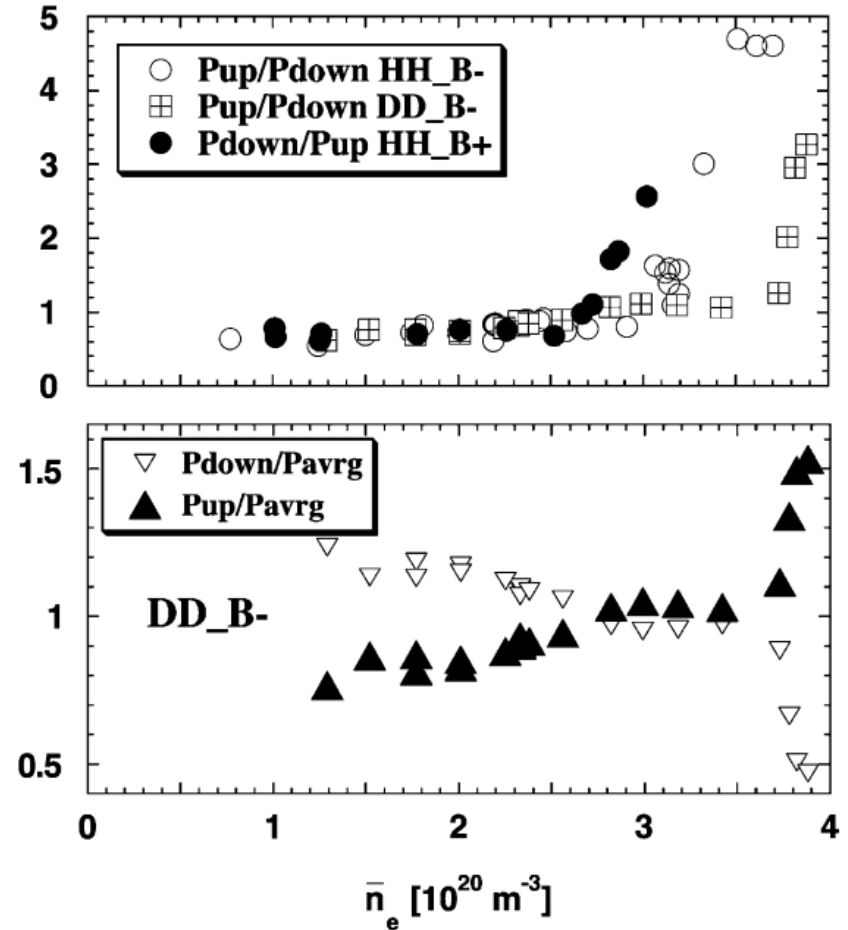 5
Pup/Pdown HH_B-
Pup/Pdown DD_B-
Pdown/Pup HH_B+
4
3
2
1
0
Pdown/Pavrg
Pup/Pavrg
1.5
DD_B-
1
0.5
0 1 2 3 4
n̅e [10²⁰ m⁻³]